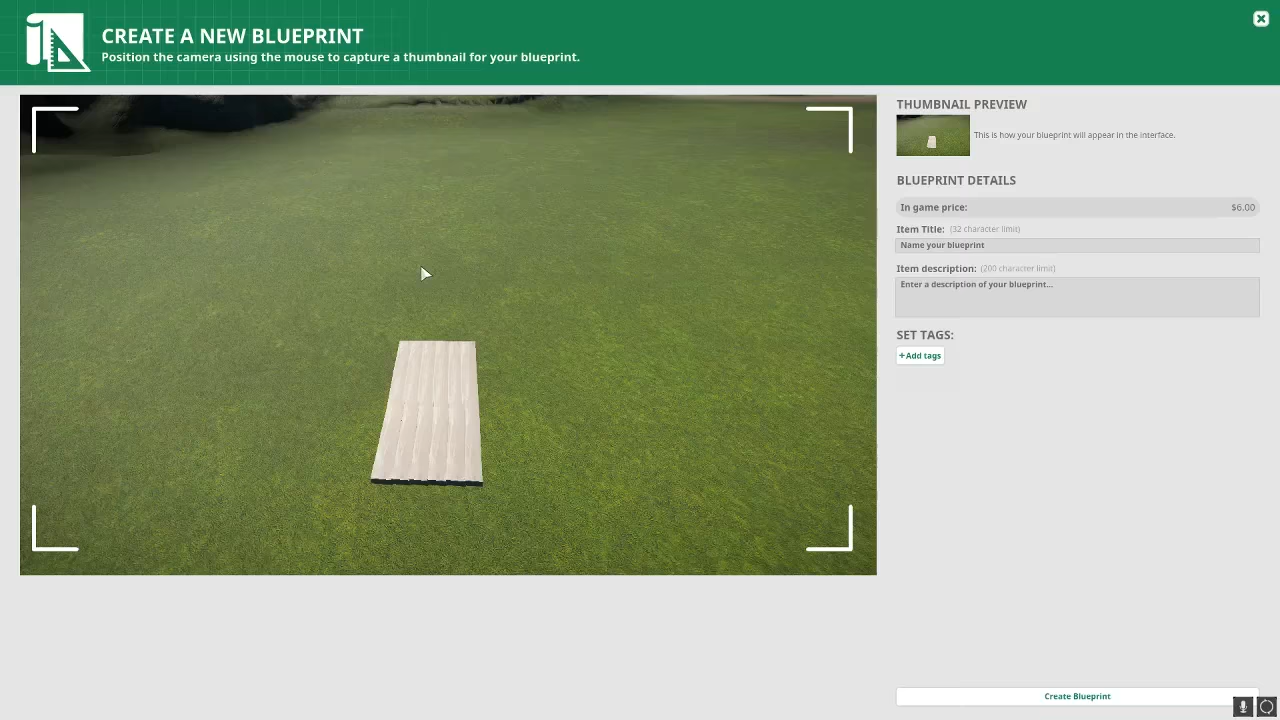 CREATE A NEW BLUEPRINT
Position the camera using the mouse to capture a thumbnail for your blueprint.
THUMBNAIL PREVIEW
This is how your blueprint will appear in the interface.
BLUEPRINT DETAILS
In game price: $6.00
Item Title: (32 character limit)
Name your blueprint
Item description: (200 character limit)
Enter a description of your blueprint...
SET TAGS:
+Add tags
Create Blueprint